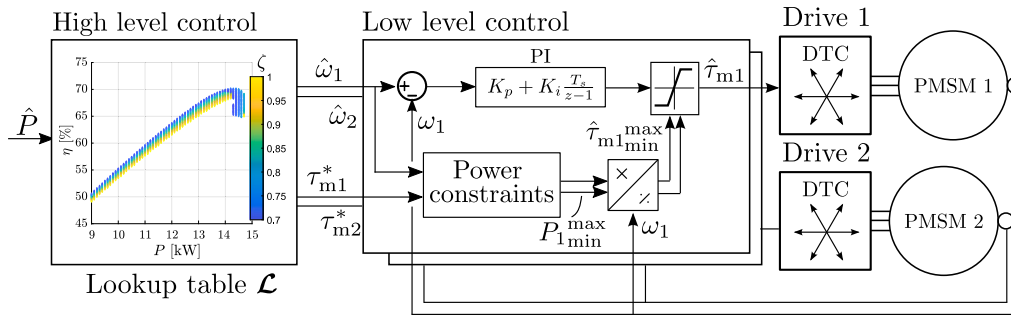 High level control
Low level control
Drive 1
P̂
ζ
η [%]
75
70
65
60
55
50
45
9
10
11
12
13
14
15
P [kW]
1
0,95
0,9
0,85
0,8
0,75
0,7
Lookup table 𝓛
ω̂₁
ω̂₂
τ*m1
τ*m2
+
−
ω₁
PI
Kp + Ki Ts/(z−1)
τ̂m1
τ̂m1 max min
Power
constraints
P₁ max min
×
÷
ω₁
DTC
PMSM 1
Drive 2
DTC
PMSM 2